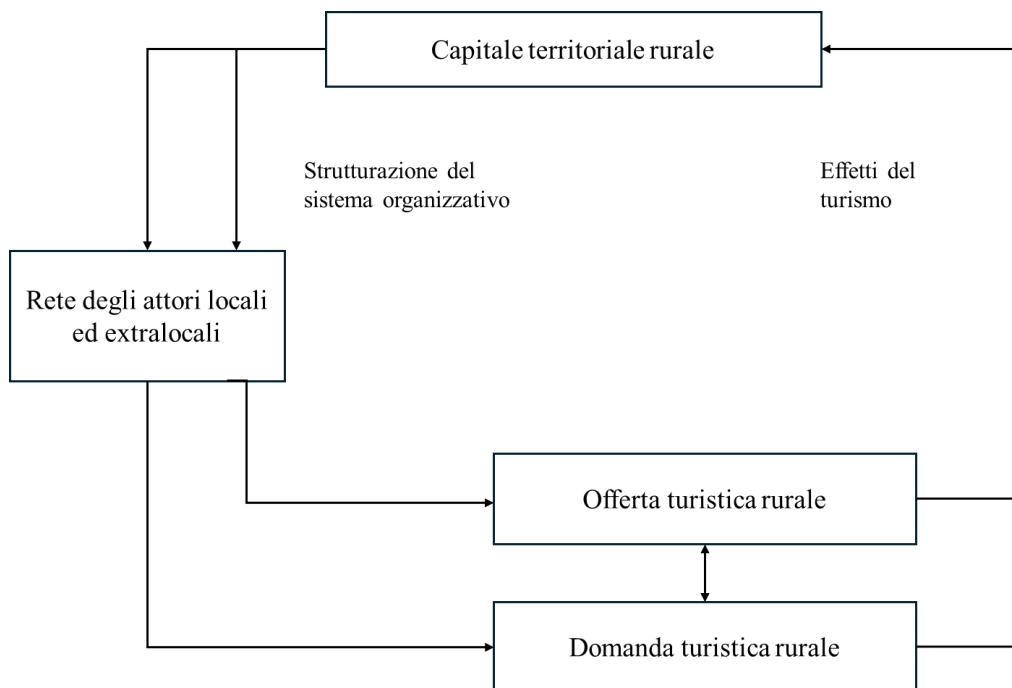 Capitale territoriale rurale
Strutturazione del
sistema organizzativo
Effetti del
turismo
Rete degli attori locali
ed extralocali
Offerta turistica rurale
Domanda turistica rurale